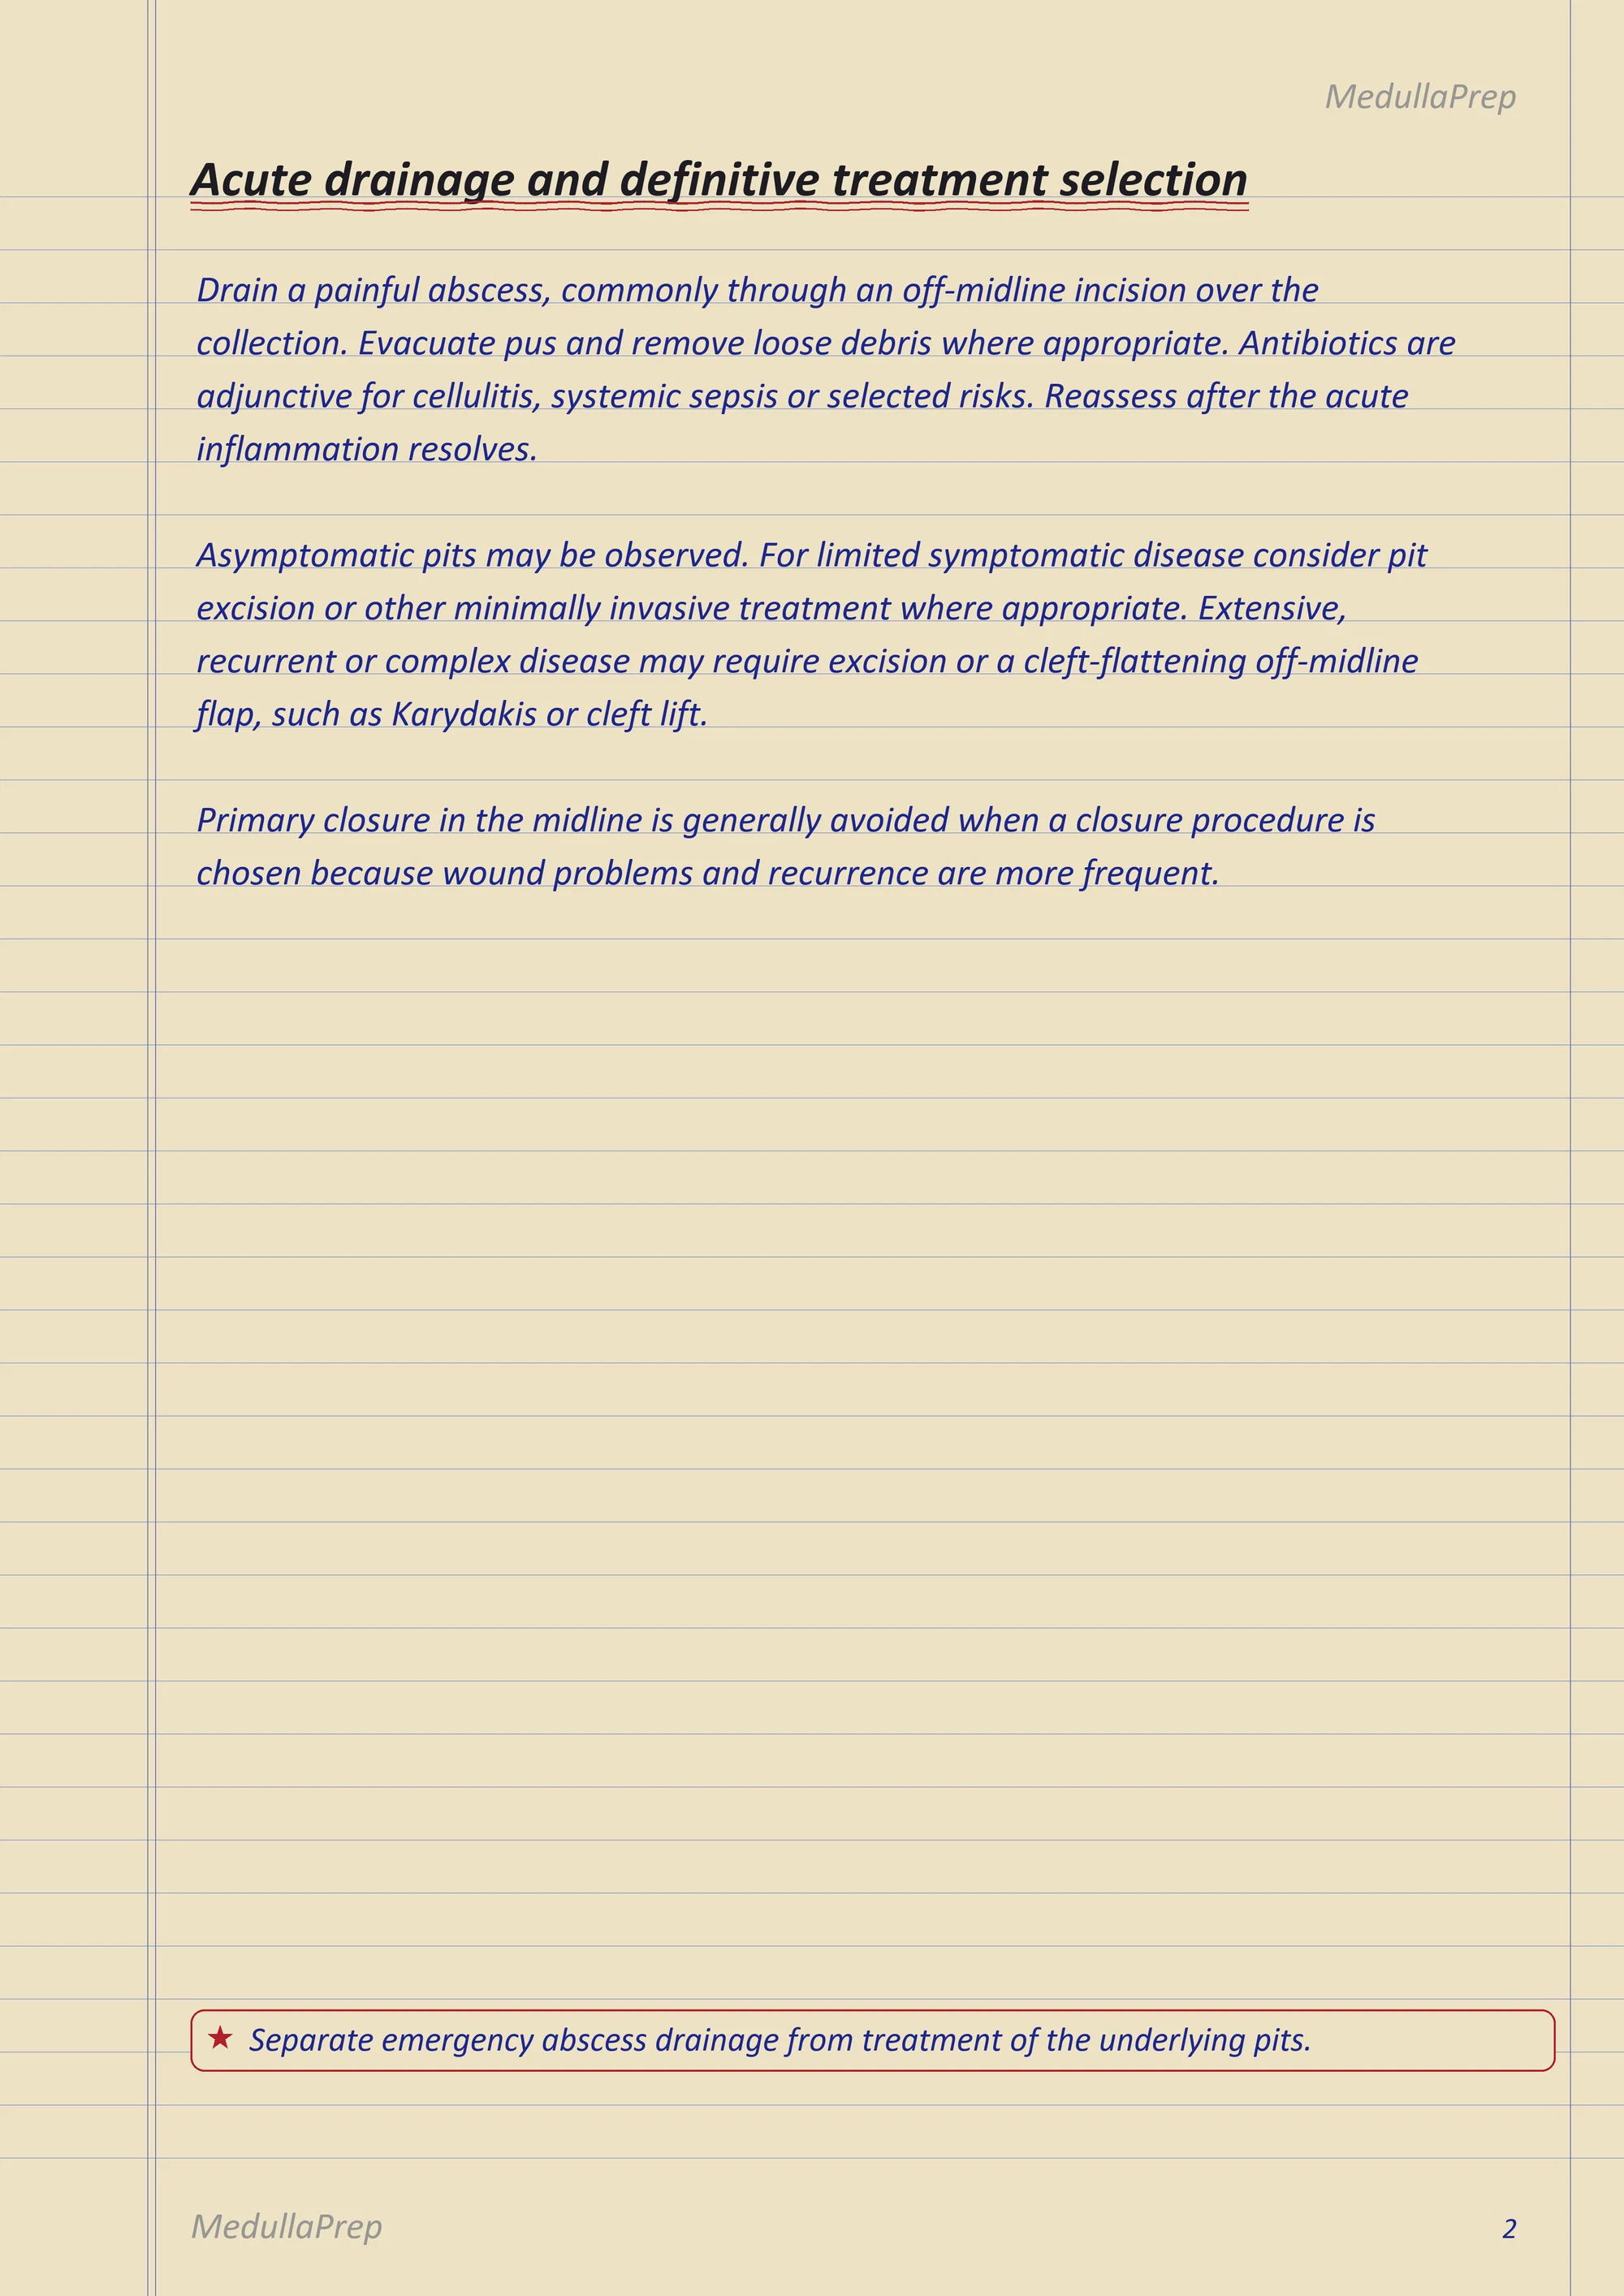 MedullaPrep
Acute drainage and definitive treatment selection
Drain a painful abscess, commonly through an off-midline incision over the
collection. Evacuate pus and remove loose debris where appropriate. Antibiotics are
adjunctive for cellulitis, systemic sepsis or selected risks. Reassess after the acute
inflammation resolves.
Asymptomatic pits may be observed. For limited symptomatic disease consider pit
excision or other minimally invasive treatment where appropriate. Extensive,
recurrent or complex disease may require excision or a cleft-flattening off-midline
flap, such as Karydakis or cleft lift.
Primary closure in the midline is generally avoided when a closure procedure is
chosen because wound problems and recurrence are more frequent.
★ Separate emergency abscess drainage from treatment of the underlying pits.
MedullaPrep
2